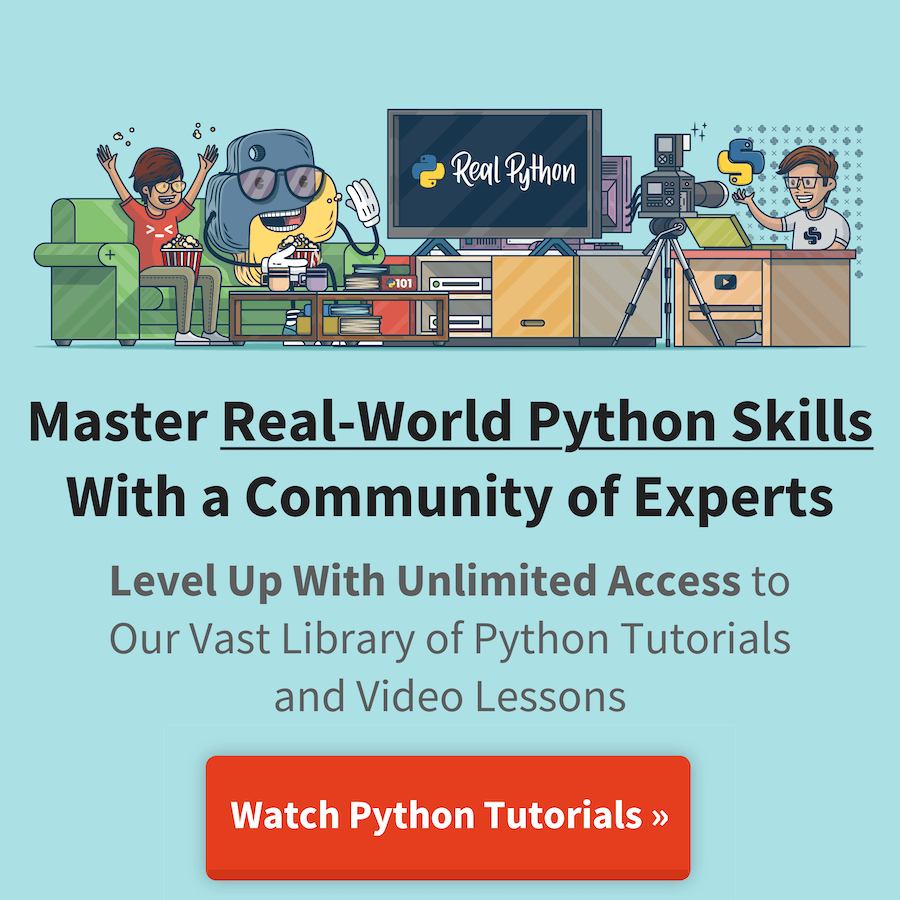 Real Python
>_<
101
Master Real-World Python Skills
With a Community of Experts
Level Up With Unlimited Access to
Our Vast Library of Python Tutorials
and Video Lessons
Watch Python Tutorials »